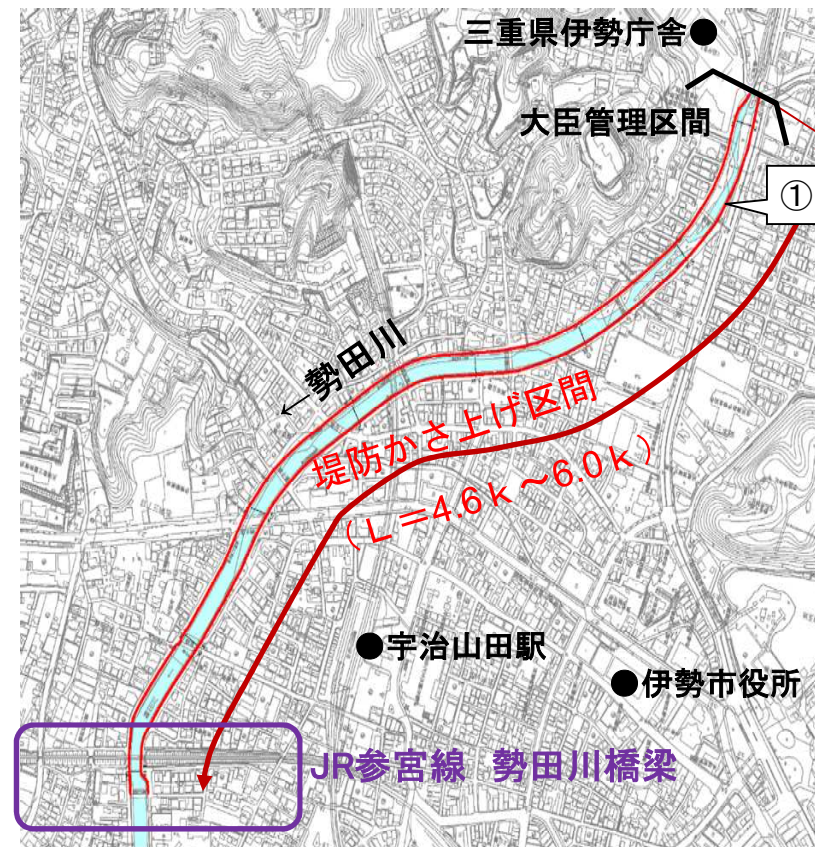 三重県伊勢庁舎●
大臣管理区間
①
←勢田川
堤防かさ上げ区間
（Ｌ＝4.6ｋ～6.0ｋ）
●宇治山田駅
●伊勢市役所
JR参宮線　勢田川橋梁